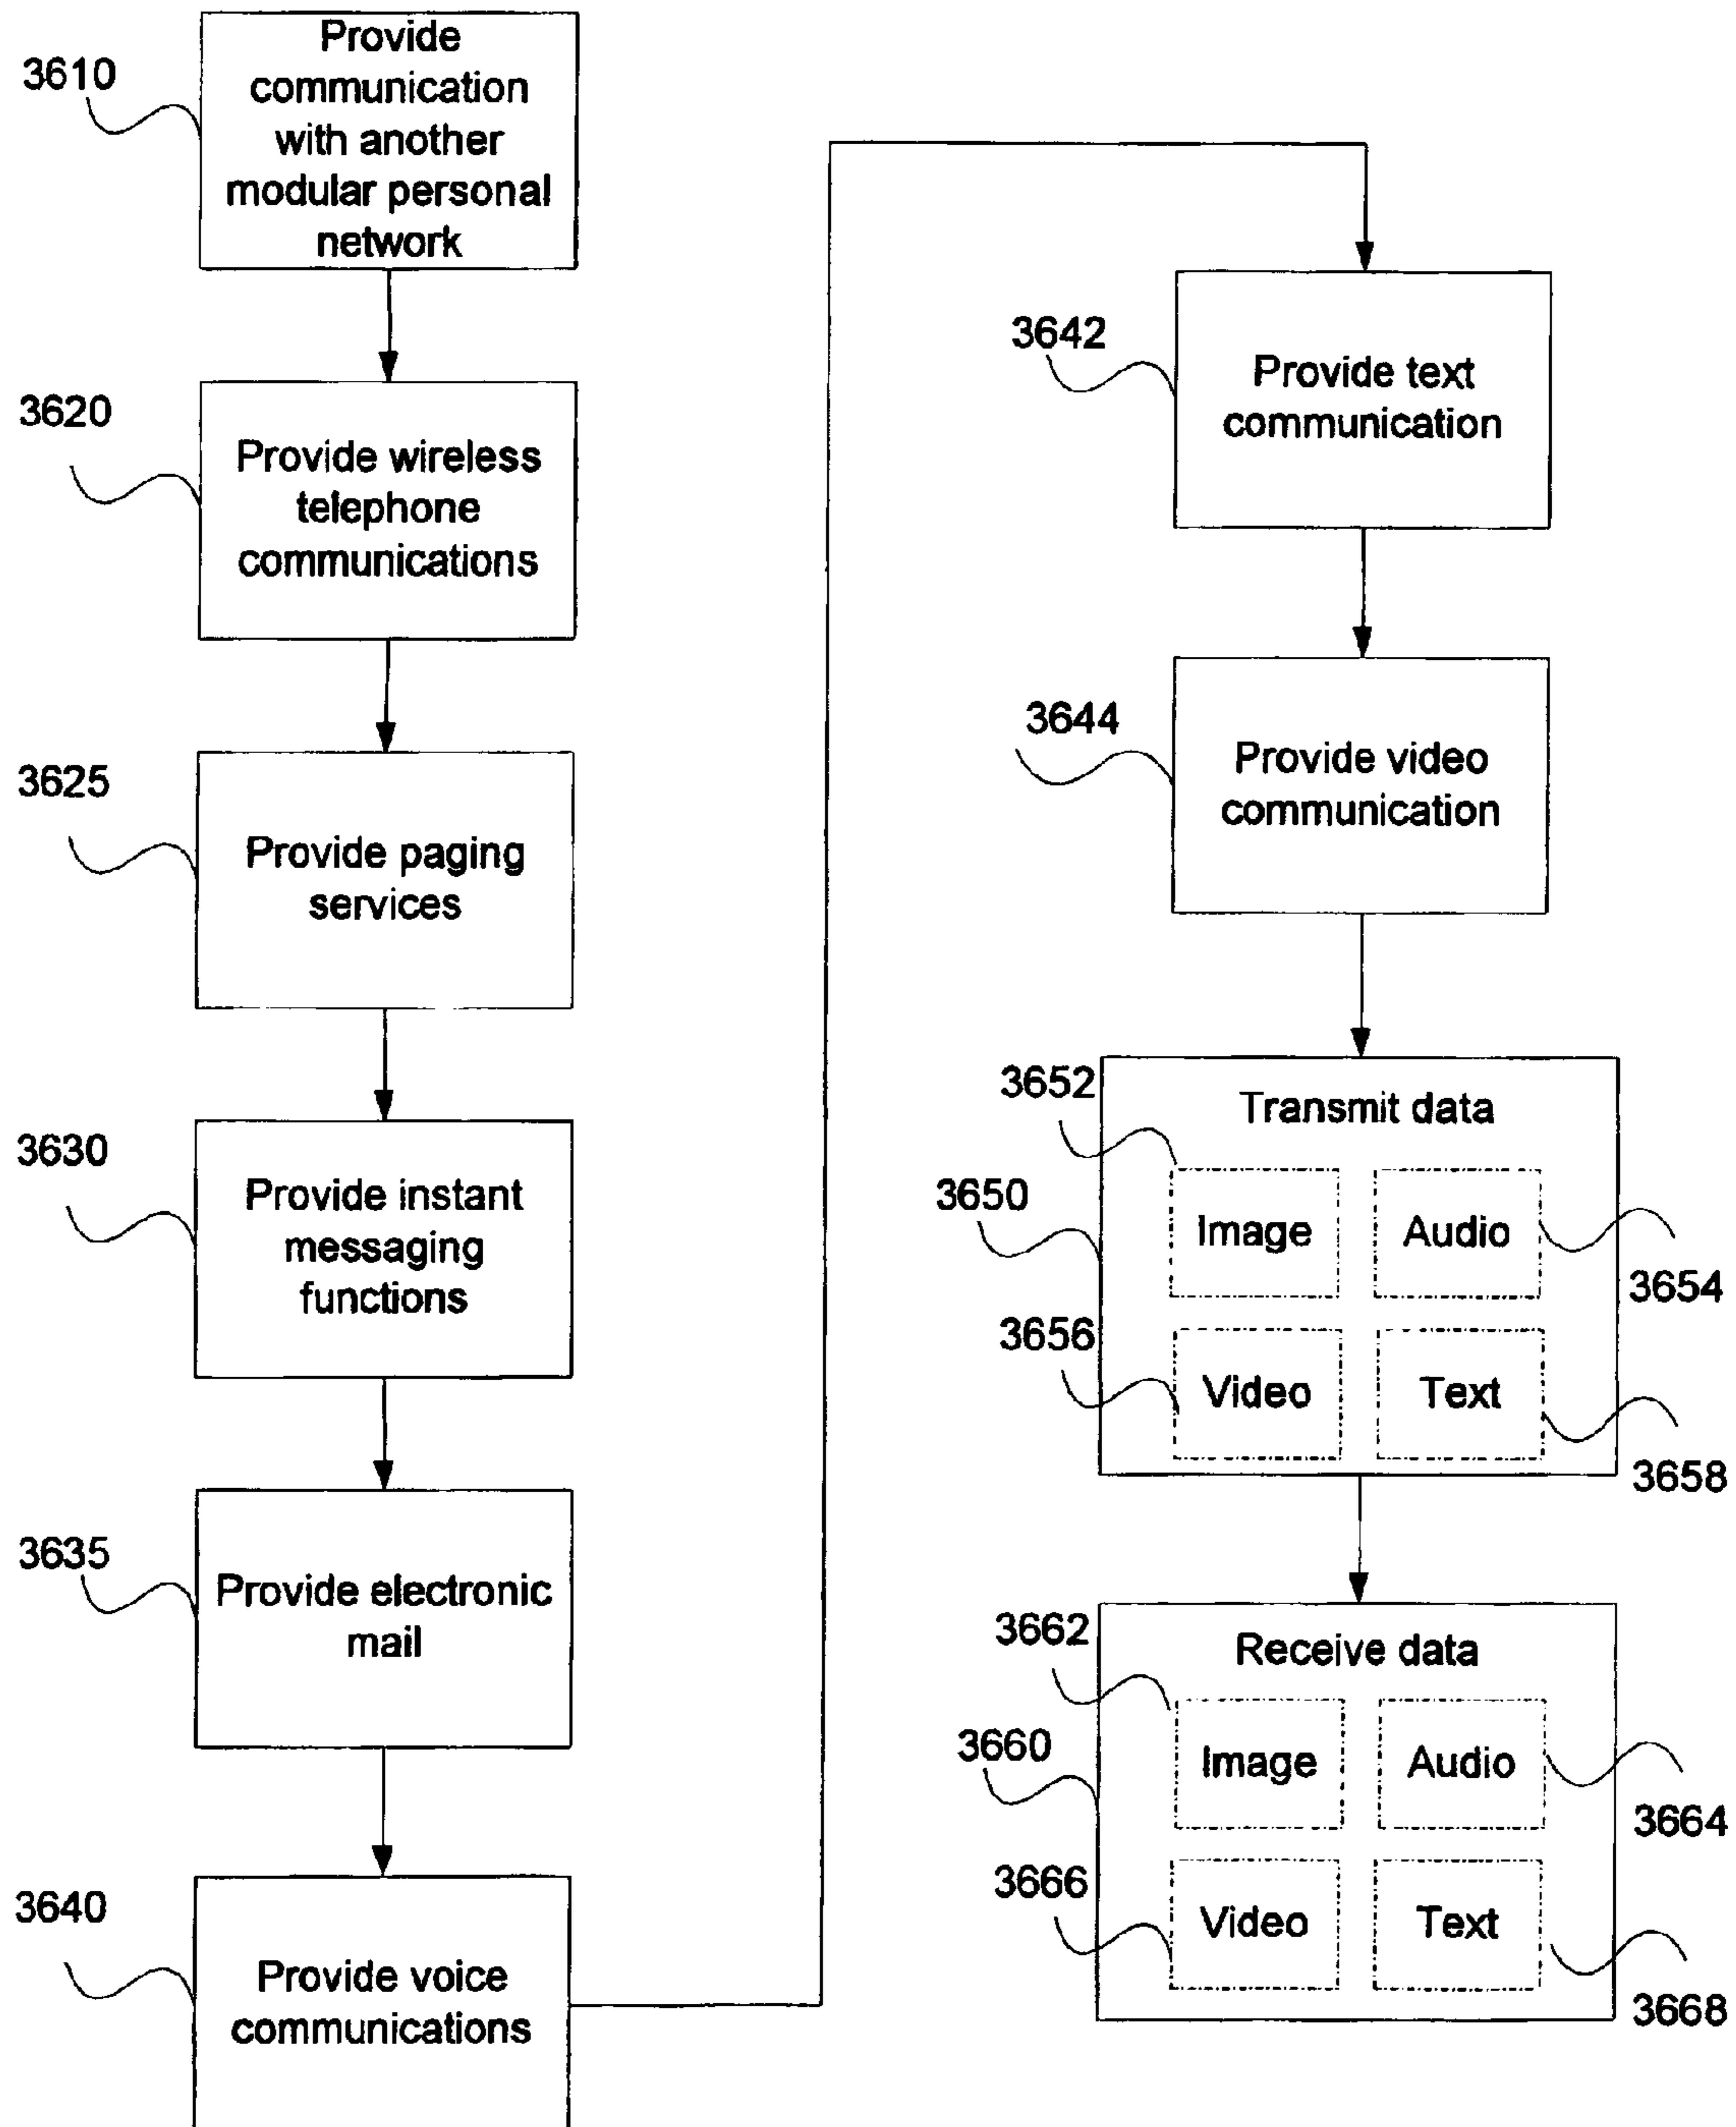 3610
Provide
communication
with another
modular personal
network
3620
Provide wireless
telephone
communications
3625
Provide paging
services
3630
Provide instant
messaging
functions
3635
Provide electronic
mail
3640
Provide voice
communications
3642
Provide text
communication
3644
Provide video
communication
3650
Transmit data
3652
Image
Audio
3654
3656
Video
Text
3658
3660
Receive data
3662
Image
Audio
3664
3666
Video
Text
3668